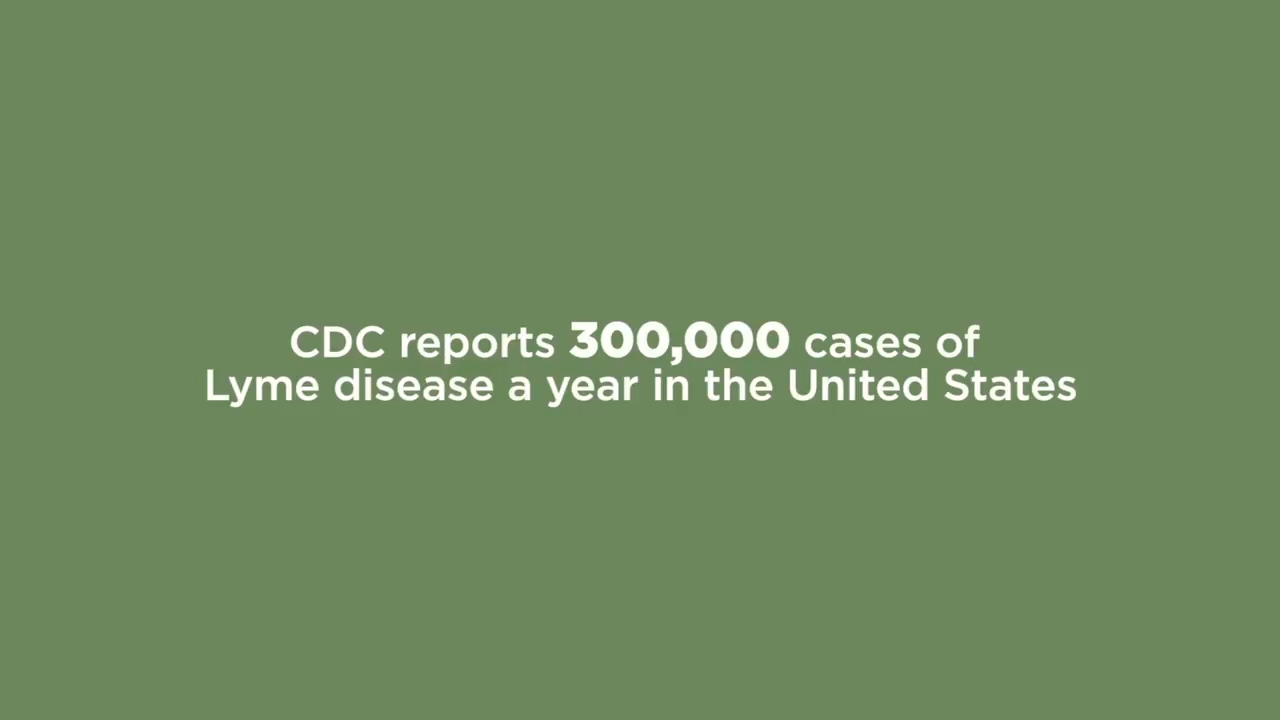 CDC reports 300,000 cases of
Lyme disease a year in the United States